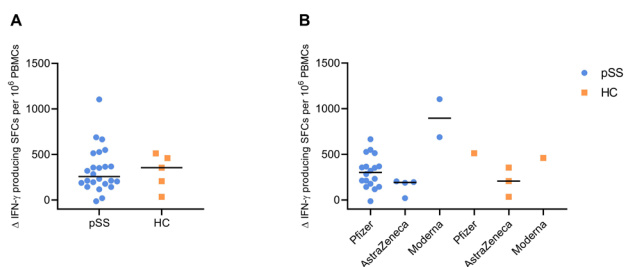 A
Δ IFN-γ producing SFCs per 10⁶ PBMCs
1500
1000
500
0
pSS
HC
B
Δ IFN-γ producing SFCs per 10⁶ PBMCs
1500
1000
500
0
Pfizer
AstraZeneca
Moderna
Pfizer
AstraZeneca
Moderna
pSS
HC